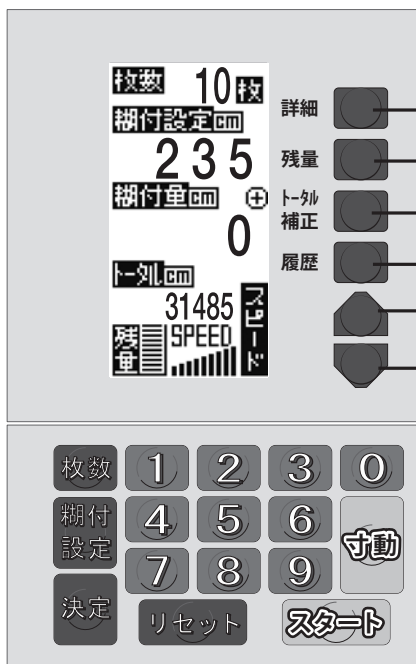 枚数 10枚
糊付設定cm
235
糊付量cm ⊕
0
トータルcm
31485
残量 SPEED スピード
詳細
残量
トータル
補正
履歴
枚数 1 2 3 0
糊付
設定 4 5 6 寸動
7 8 9
決定 リセット スタート